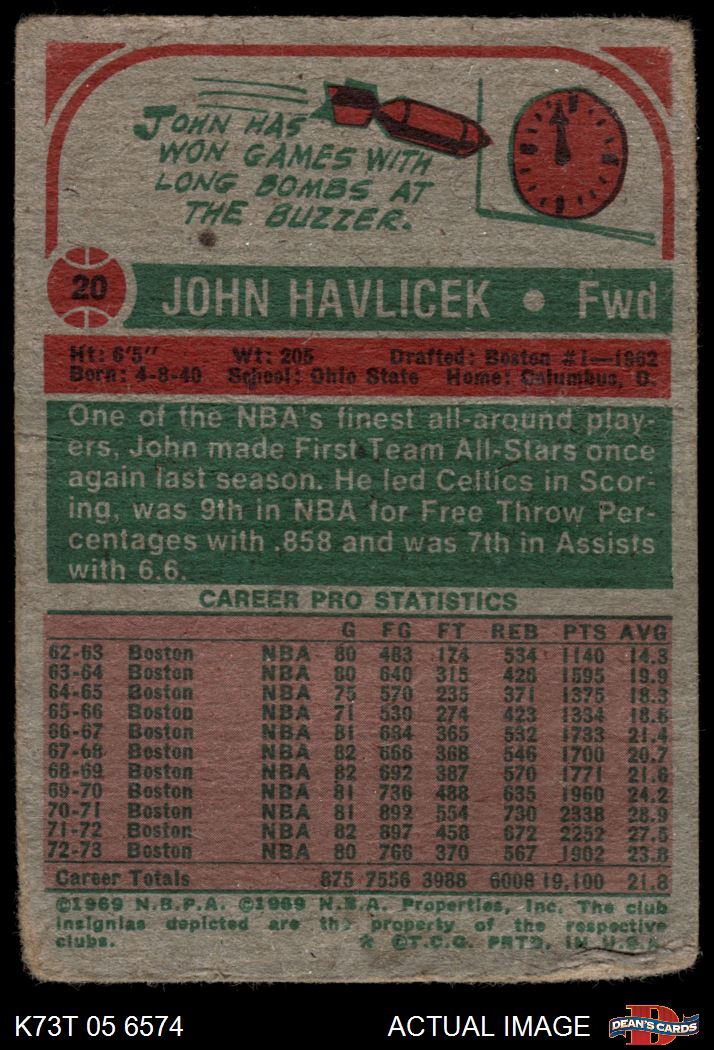 JOHN HAS
WON GAMES WITH
LONG BOMBS AT
THE BUZZER.
20 JOHN HAVLICEK • Fwd
Ht: 6'5" Wt: 205 Drafted: Boston #1—1962
Born: 4-8-40 School: Ohio State Home: Columbus, O.
One of the NBA's finest all-around play-
ers, John made First Team All-Stars once
again last season. He led Celtics in Scor-
ing, was 9th in NBA for Free Throw Per-
centages with .858 and was 7th in Assists
with 6.6.
CAREER PRO STATISTICS
G FG FT REB PTS AVG
62-63 Boston NBA 80 483 174 534 1140 14.3
63-64 Boston NBA 80 640 315 428 1595 19.9
64-65 Boston NBA 75 570 235 371 1375 18.3
65-66 Boston NBA 71 530 274 423 1334 18.8
66-67 Boston NBA 81 684 365 532 1733 21.4
67-68 Boston NBA 82 666 368 546 1700 20.7
68-69 Boston NBA 82 692 387 570 1771 21.6
69-70 Boston NBA 81 736 488 635 1960 24.2
70-71 Boston NBA 81 892 554 730 2338 28.9
71-72 Boston NBA 82 897 458 672 2252 27.5
72-73 Boston NBA 80 766 370 567 1902 23.8
Career Totals 875 7556 3988 6008 19,100 21.8
©1969 N.B.P.A. ©1969 N.B.A. Properties, Inc. The club
insignias depicted are the property of the respective
clubs. * ©T.C.G. PRTD. IN U.S.A.
K73T 05 6574 ACTUAL IMAGE DEAN'S CARDS